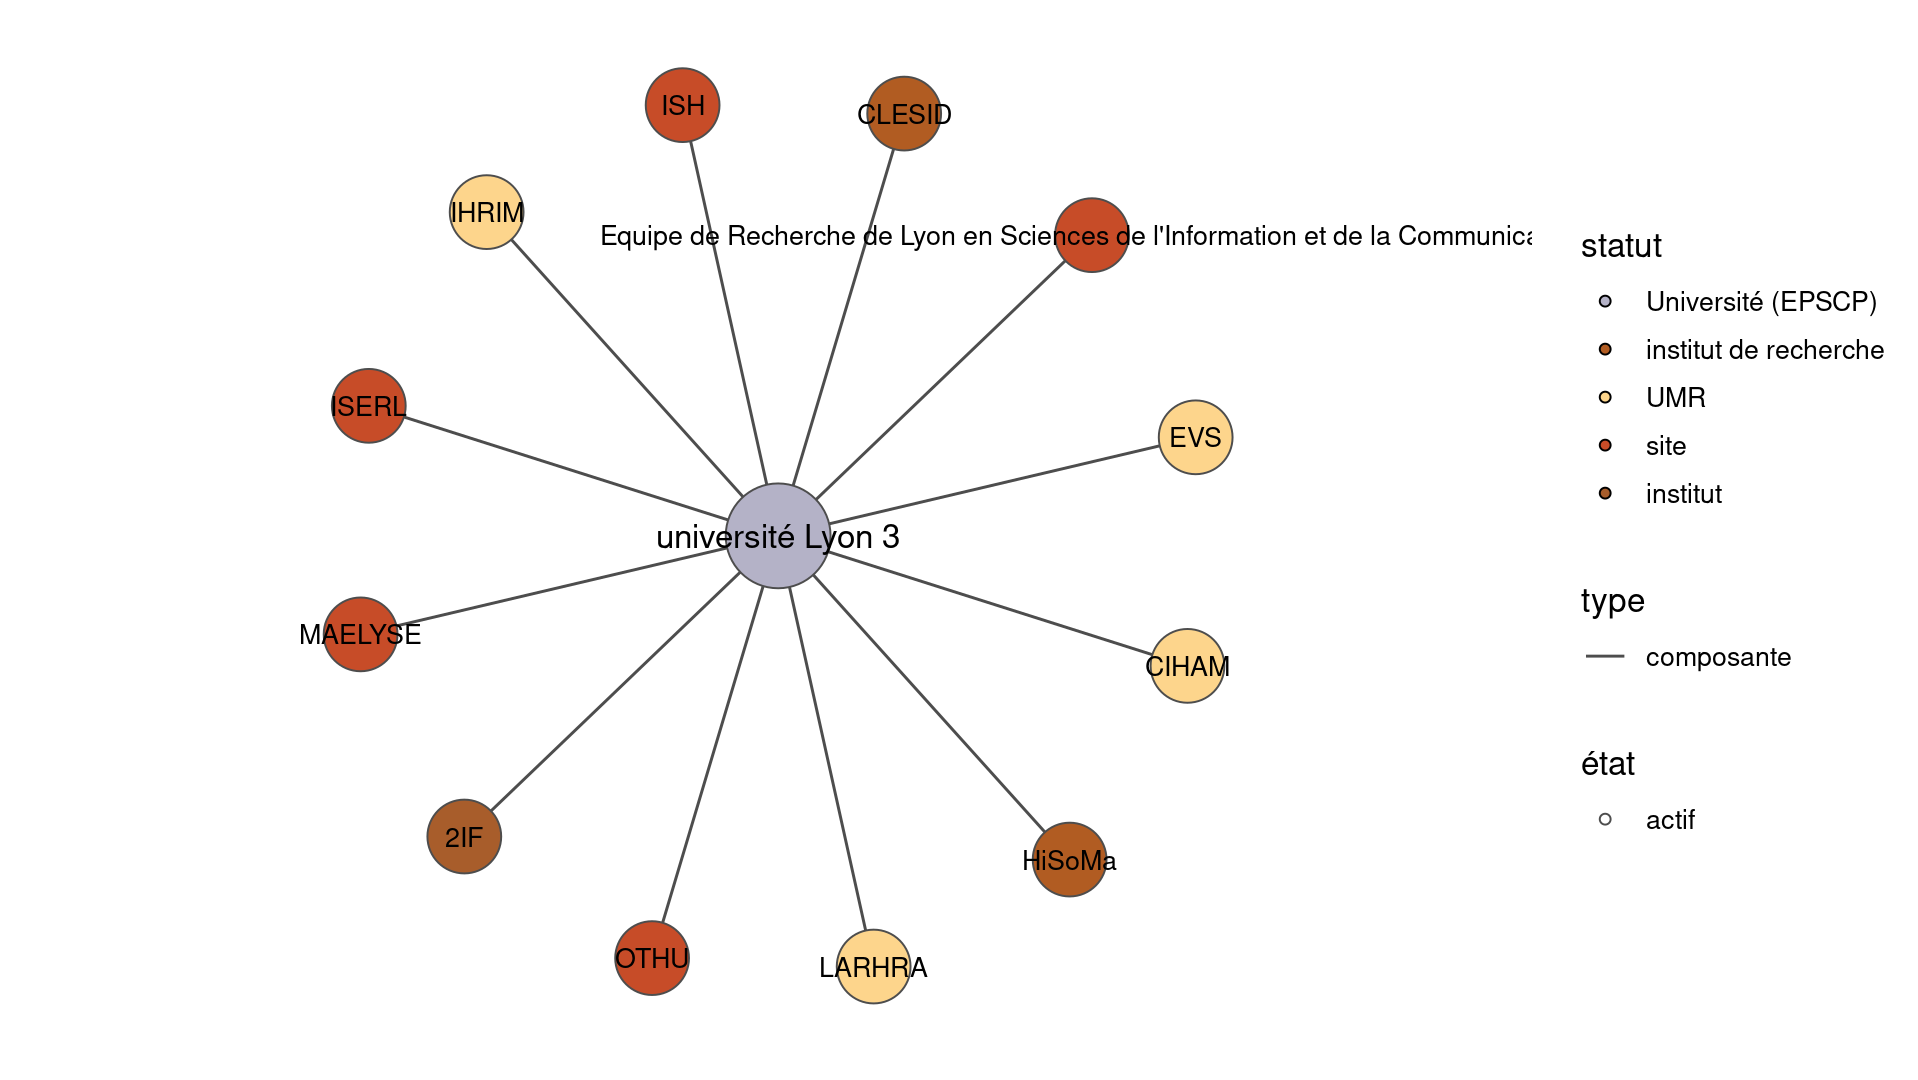 ISH
CLESID
IHRIM
Equipe de Recherche de Lyon en Sciences de l'Information et de la
ISERL
EVS
université Lyon 3
MAELYSE
CIHAM
2IF
HiSoMa
OTHU
LARHRA
statut
Université (EPSCP)
institut de recherche
UMR
site
institut
type
composante
état
actif